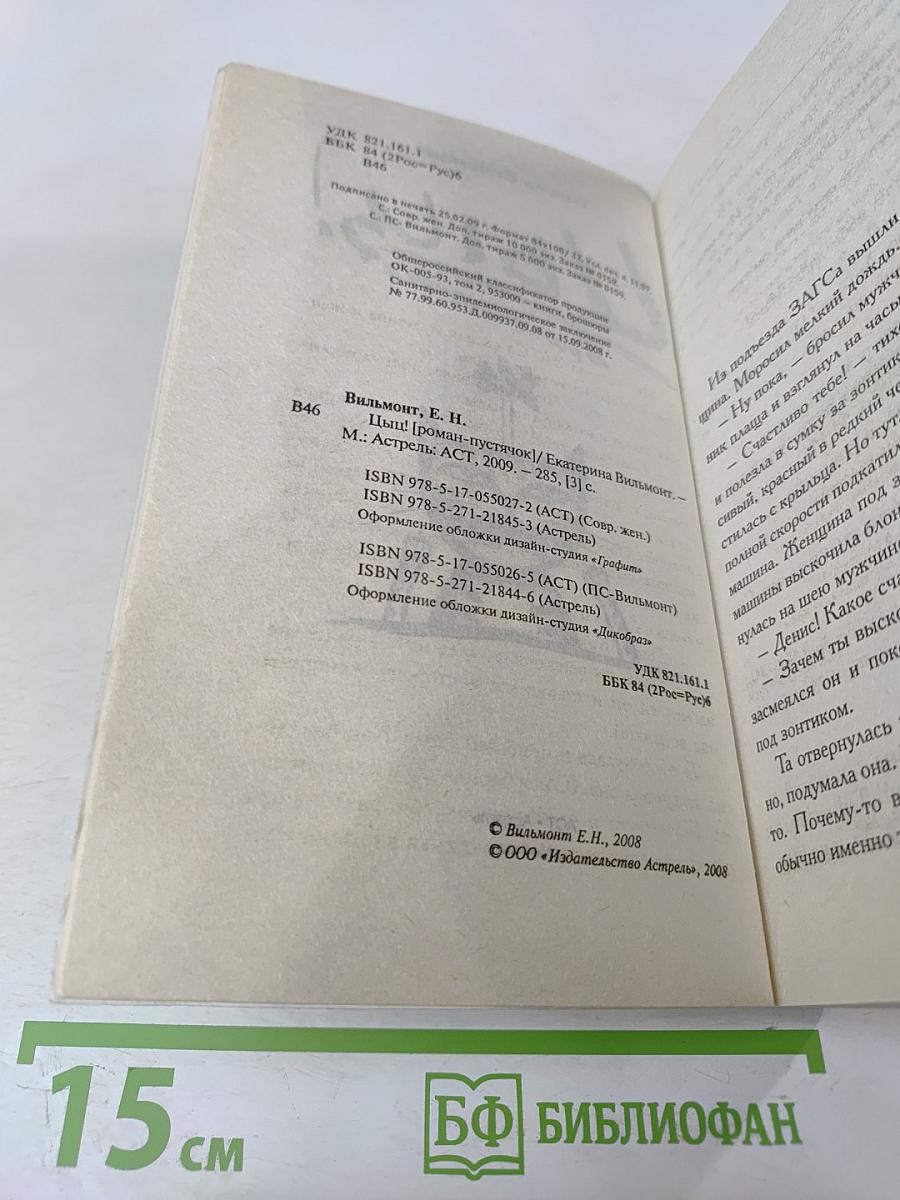 УДК 821.161.1
ББК 84 (2Рос=Рус)6
В46
Подписано в печать 25.02.09 г. Формат 84х108/32. Усл. печ. л. 11,97.
С.: Совр. жен. Доп. тираж 10 000 экз. Заказ № 0158.
С.: ПС- Вильмонт. Доп. тираж 5 000 экз. Заказ № 0159.
Общероссийский классификатор продукции
ОК-005-93, том 2, 953000 — книги, брошюры
Санитарно-эпидемиологическое заключение
№ 77.99.60.953.Д.009937.09.08 от 15.09.2008 г.
Вильмонт, Е. Н.
В46 Цыц! [роман-пустячок]/ Екатерина Вильмонт. –
М.: Астрель: АСТ, 2009. – 285, [3] с.
ISBN 978-5-17-055027-2 (АСТ) (Совр. жен.)
ISBN 978-5-271-21845-3 (Астрель)
Оформление обложки дизайн-студия «Графит»
ISBN 978-5-17-055026-5 (АСТ) (ПС-Вильмонт)
ISBN 978-5-271-21844-6 (Астрель)
Оформление обложки дизайн-студия «Дикобраз»
УДК 821.161.1
ББК 84 (2Рос=Рус)6
© Вильмонт Е.Н., 2008
© ООО «Издательство Астрель», 2008
Из подъезда ЗАГСа вышли
щина. Моросил мелкий дождь.
– Ну пока, – бросил мужч
ник плаща и взглянул на часы
– Счастливо тебе! – тихо
и полезла в сумку за зонтик
сивый, красный в редкий че
стилась с крыльца. Но тут
полной скорости подкатил
машина. Женщина под з
машины выскочила блон
нулась на шею мужчин
– Денис! Какое сча
– Зачем ты выско
засмеялся он и пок
под зонтиком.
Та отвернулась
но, подумала она.
то. Почему-то в
обычно именно т
15 см
БФ БИБЛИОФАН